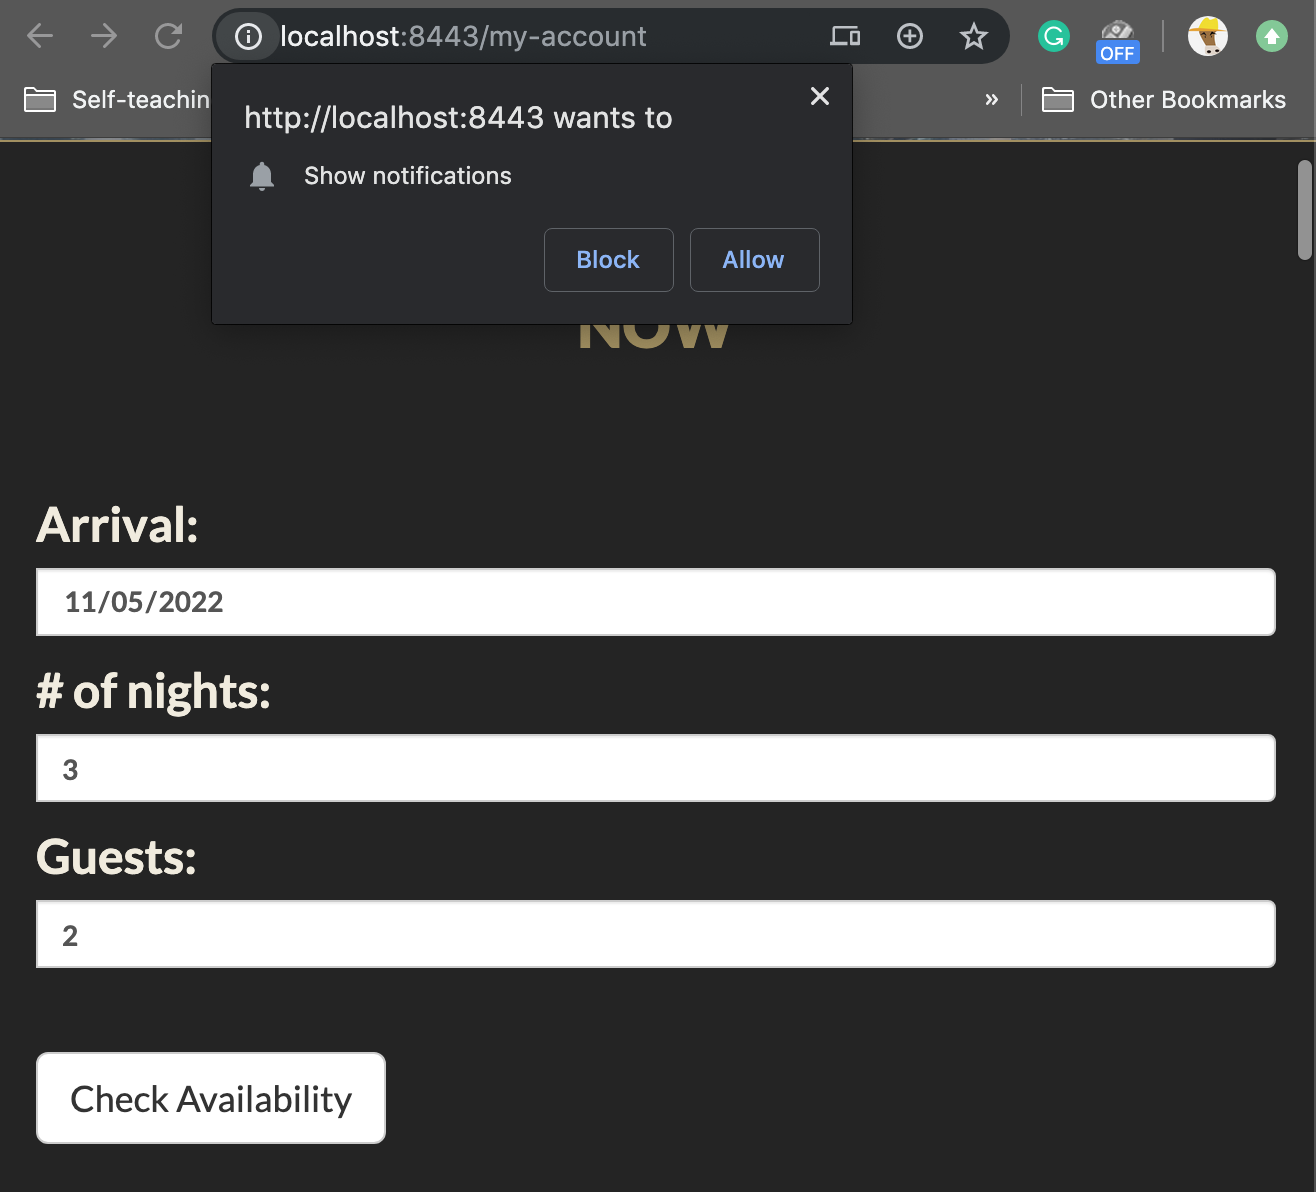 localhost:8443/my-account
OFF
Self-teachin
»
Other Bookmarks
http://localhost:8443 wants to
Show notifications
Block
Allow
NOW
Arrival:
11/05/2022
# of nights:
3
Guests:
2
Check Availability